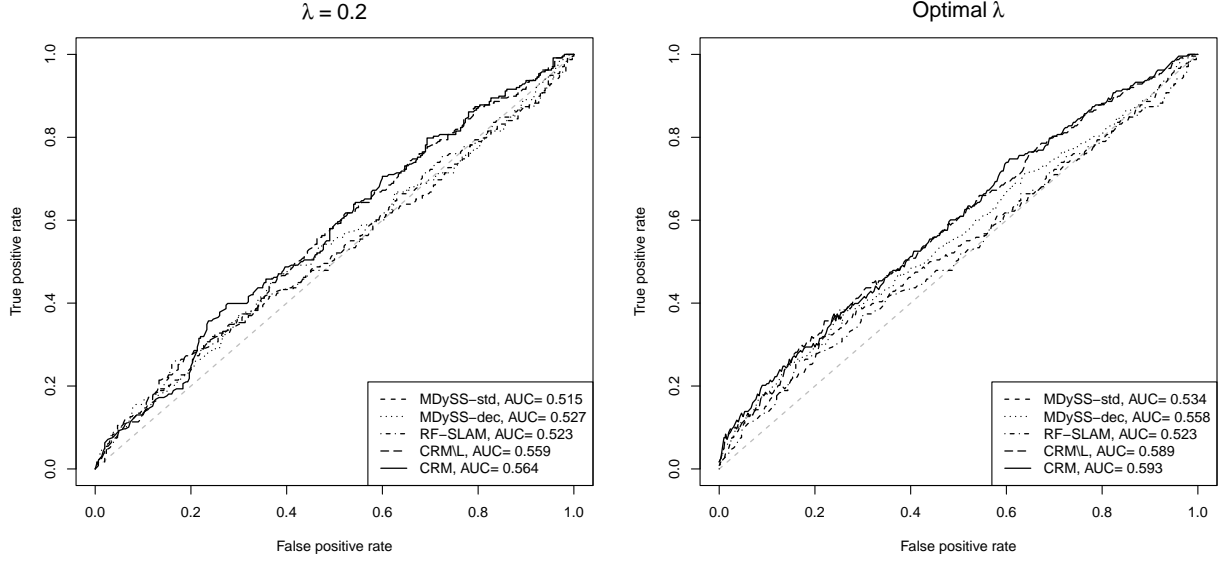 λ = 0.2
True positive rate
1.0
0.8
0.6
0.4
0.2
0.0
MDySS−std, AUC= 0.515
MDySS−dec, AUC= 0.527
RF−SLAM, AUC= 0.523
CRM\L, AUC= 0.559
CRM, AUC= 0.564
0.0 0.2 0.4 0.6 0.8 1.0
False positive rate
Optimal λ
True positive rate
1.0
0.8
0.6
0.4
0.2
0.0
MDySS−std, AUC= 0.534
MDySS−dec, AUC= 0.558
RF−SLAM, AUC= 0.523
CRM\L, AUC= 0.589
CRM, AUC= 0.593
0.0 0.2 0.4 0.6 0.8 1.0
False positive rate